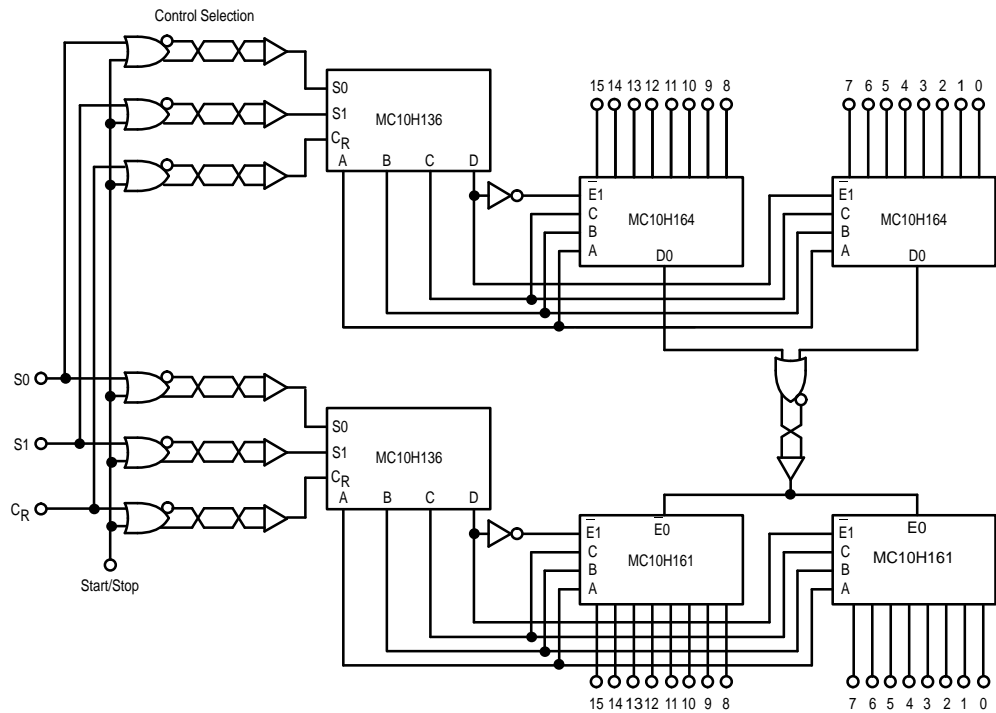 Control Selection
15 14 13 12 11 10 9 8
7 6 5 4 3 2 1 0
S0
S1
CR
MC10H136
A B C D
E1
C
B
A
MC10H164
D0
E1
C
B
A
MC10H164
D0
S0
S1
CR
Start/Stop
S0
S1
CR
MC10H136
A B C D
E1
C
B
A
E0
MC10H161
E1
C
B
A
E0
MC10H161
15 14 13 12 11 10 9 8
7 6 5 4 3 2 1 0